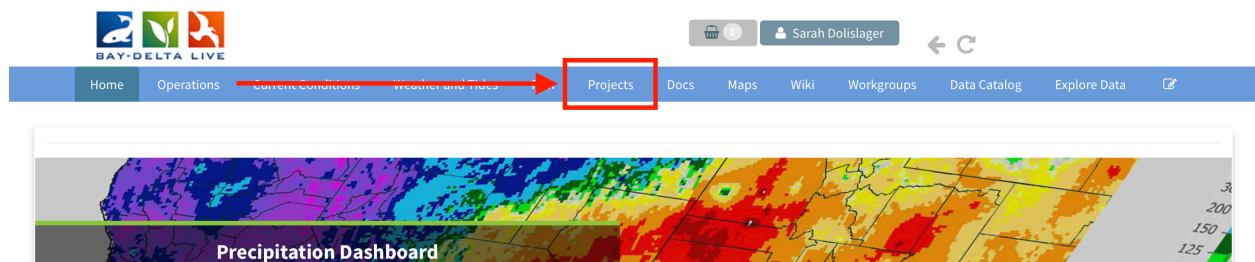 BAY-DELTA LIVE
0
Sarah Dolislager
Home Operations Current Conditions Weather and Tides Projects Docs Maps Wiki Workgroups Data Catalog Explore Data
Precipitation Dashboard
200
150
125